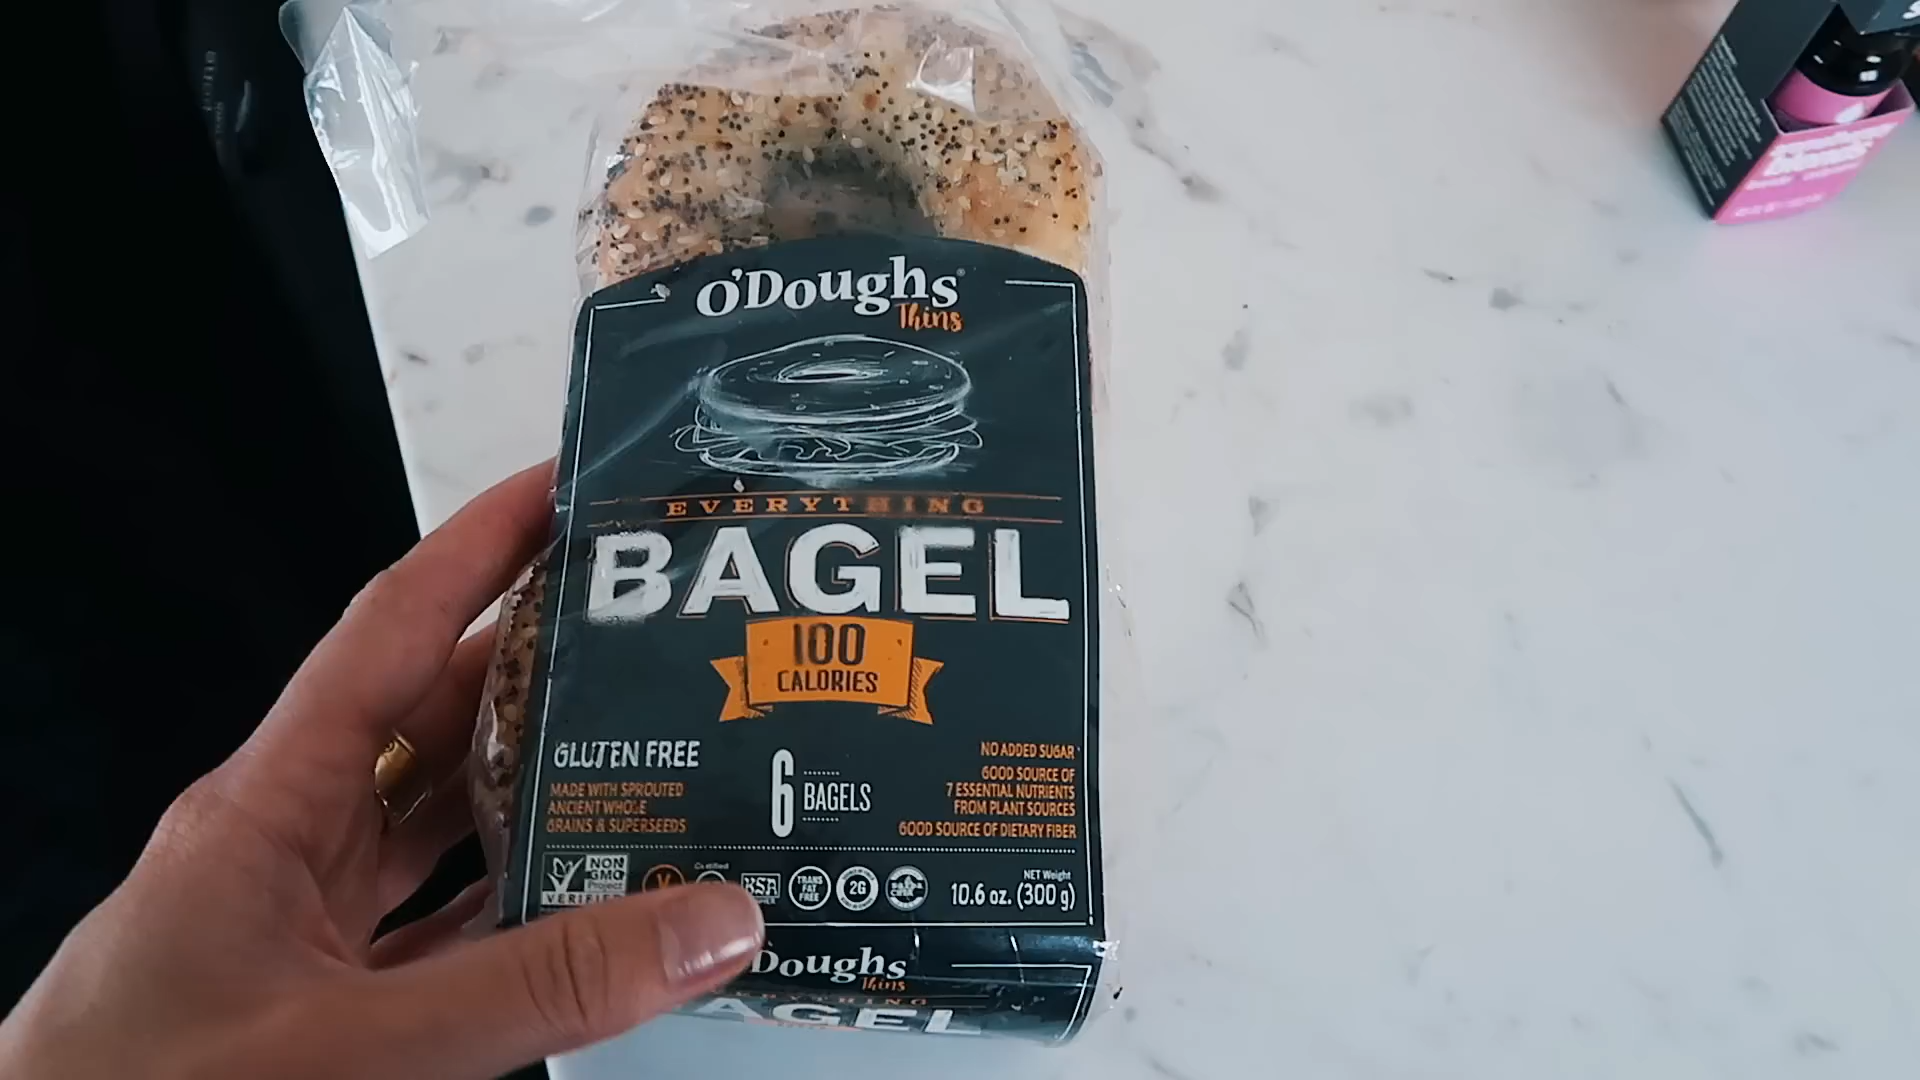 O'Doughs
Thins
EVERYTHING
BAGEL
100
CALORIES
GLUTEN FREE
MADE WITH SPROUTED
ANCIENT WHOLE
GRAINS & SUPERSEEDS
6 BAGELS
NO ADDED SUGAR
GOOD SOURCE OF
7 ESSENTIAL NUTRIENTS
FROM PLANT SOURCES
GOOD SOURCE OF DIETARY FIBER
NON
GMO
Project
VERIFIED
TRANS
FAT
FREE
2G
NET Weight
10.6 oz. (300 g)
Doughs
Thins
AGEL